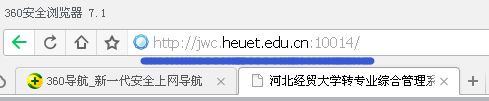 360安全浏览器 7.1
http://jwc.heuet.edu.cn:10014/
360导航_新一代安全上网导航
河北经贸大学转专业综合管理系